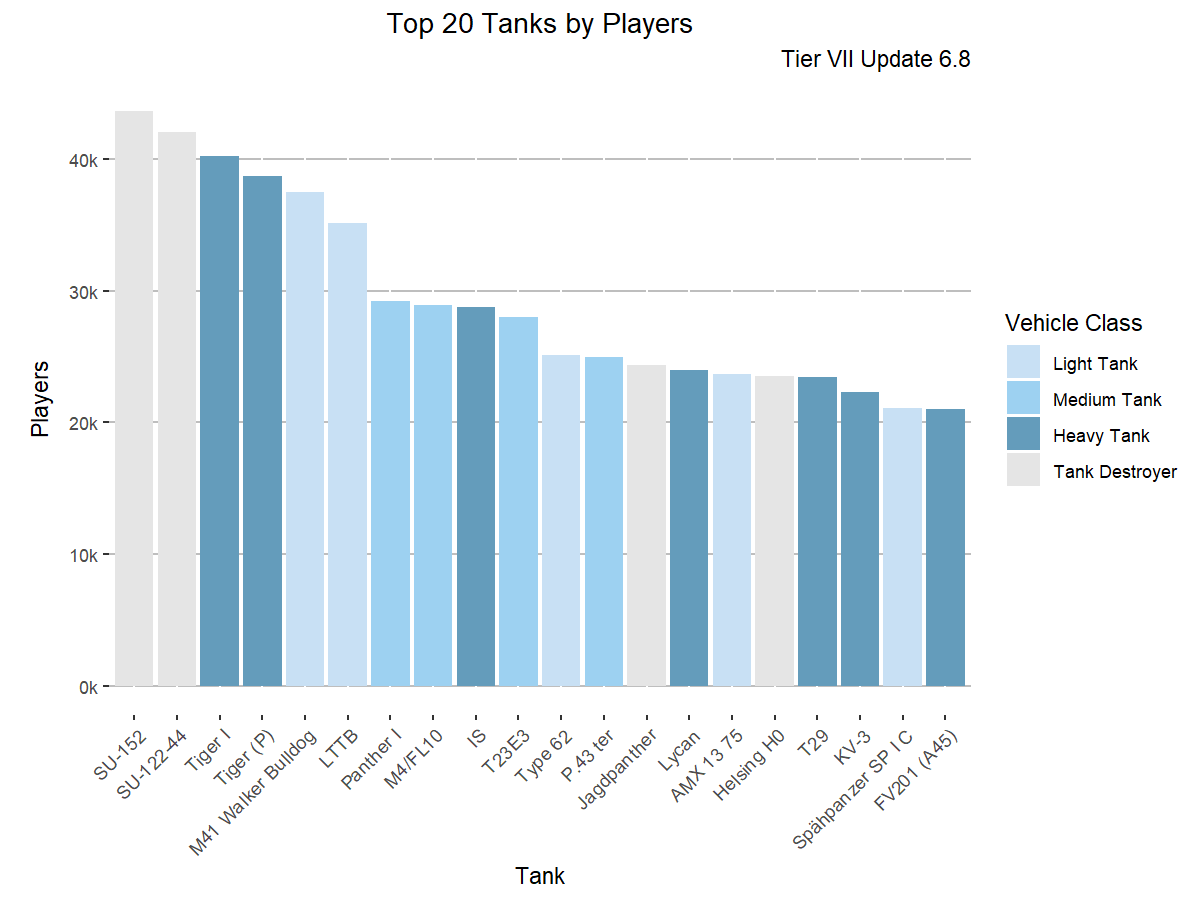 Top 20 Tanks by Players
Tier VII Update 6.8
40k
30k
20k
10k
0k
Players
SU-152
SU-122-44
Tiger I
Tiger (P)
M41 Walker Bulldog
LTTB
Panther I
M4/FL10
IS
T23E3
Type 62
P.43 ter
Jagdpanther
Lycan
AMX 13 75
Helsing H0
T29
KV-3
Spähpanzer SP I C
FV201 (A45)
Tank
Vehicle Class
Light Tank
Medium Tank
Heavy Tank
Tank Destroyer